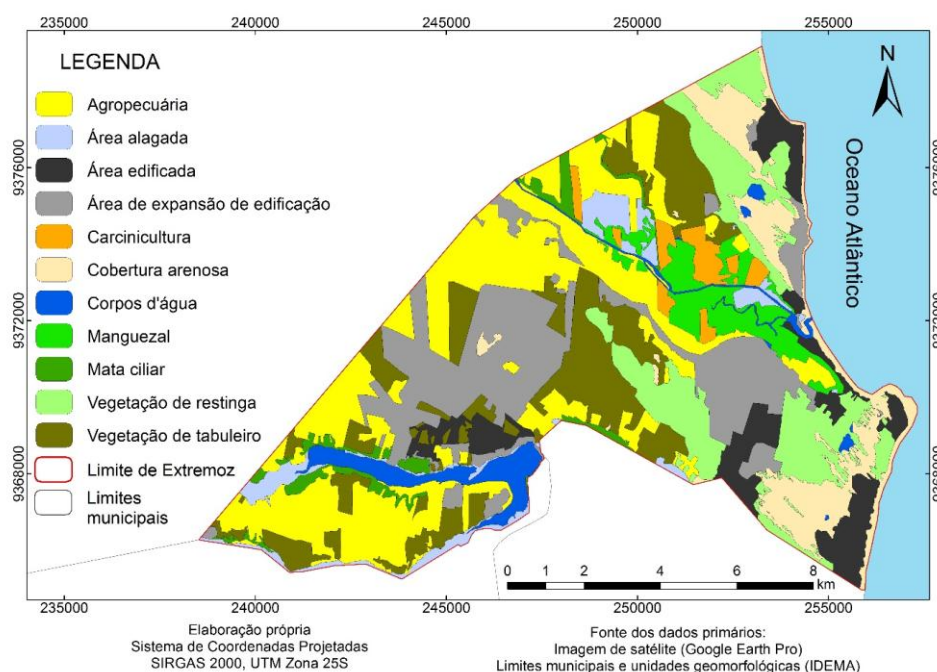 235000
240000
245000
250000
255000
LEGENDA
Agropecuária
Área alagada
Área edificada
Área de expansão de edificação
Carcinicultura
Cobertura arenosa
Corpos d'água
Manguezal
Mata ciliar
Vegetação de restinga
Vegetação de tabuleiro
Limite de Extremoz
Limites
municipais
N
Oceano Atlântico
9376000
9372000
9368000
9376000
9372000
9368000
0 1 2 4 6 8
km
235000
240000
245000
250000
255000
Elaboração própria
Sistema de Coordenadas Projetadas
SIRGAS 2000, UTM Zona 25S
Fonte dos dados primários:
Imagem de satélite (Google Earth Pro)
Limites municipais e unidades geomorfológicas (IDEMA)